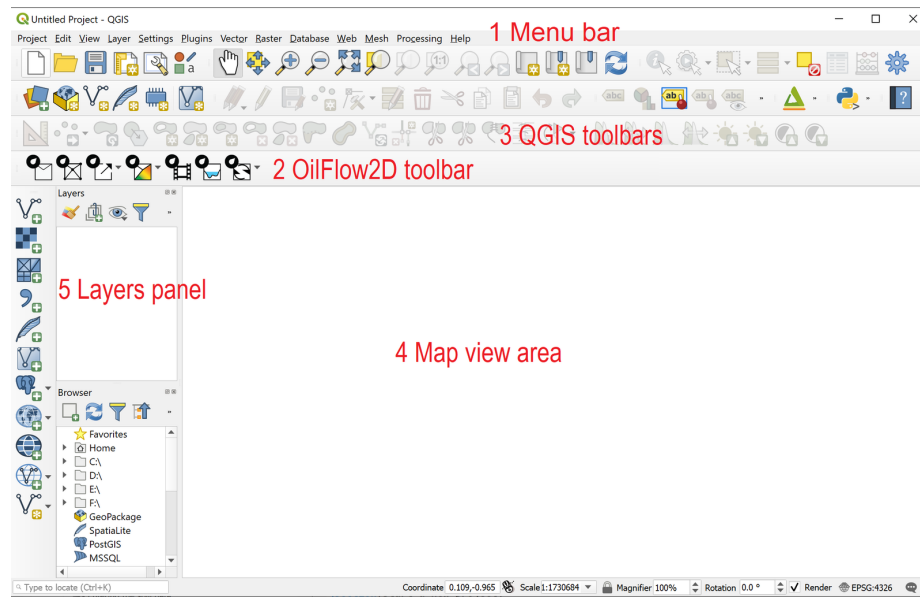 Untitled Project - QGIS
Project Edit View Layer Settings Plugins Vector Raster Database Web Mesh Processing Help
1 Menu bar
3 QGIS toolbars
2 OilFlow2D toolbar
Layers
5 Layers panel
4 Map view area
Browser
Favorites
Home
C:\
D:\
E:\
F:\
GeoPackage
SpatiaLite
PostGIS
MSSQL
Type to locate (Ctrl+K) Coordinate 0.109,-0.965 Scale 1:1730684 Magnifier 100% Rotation 0.0 ° Render EPSG:4326